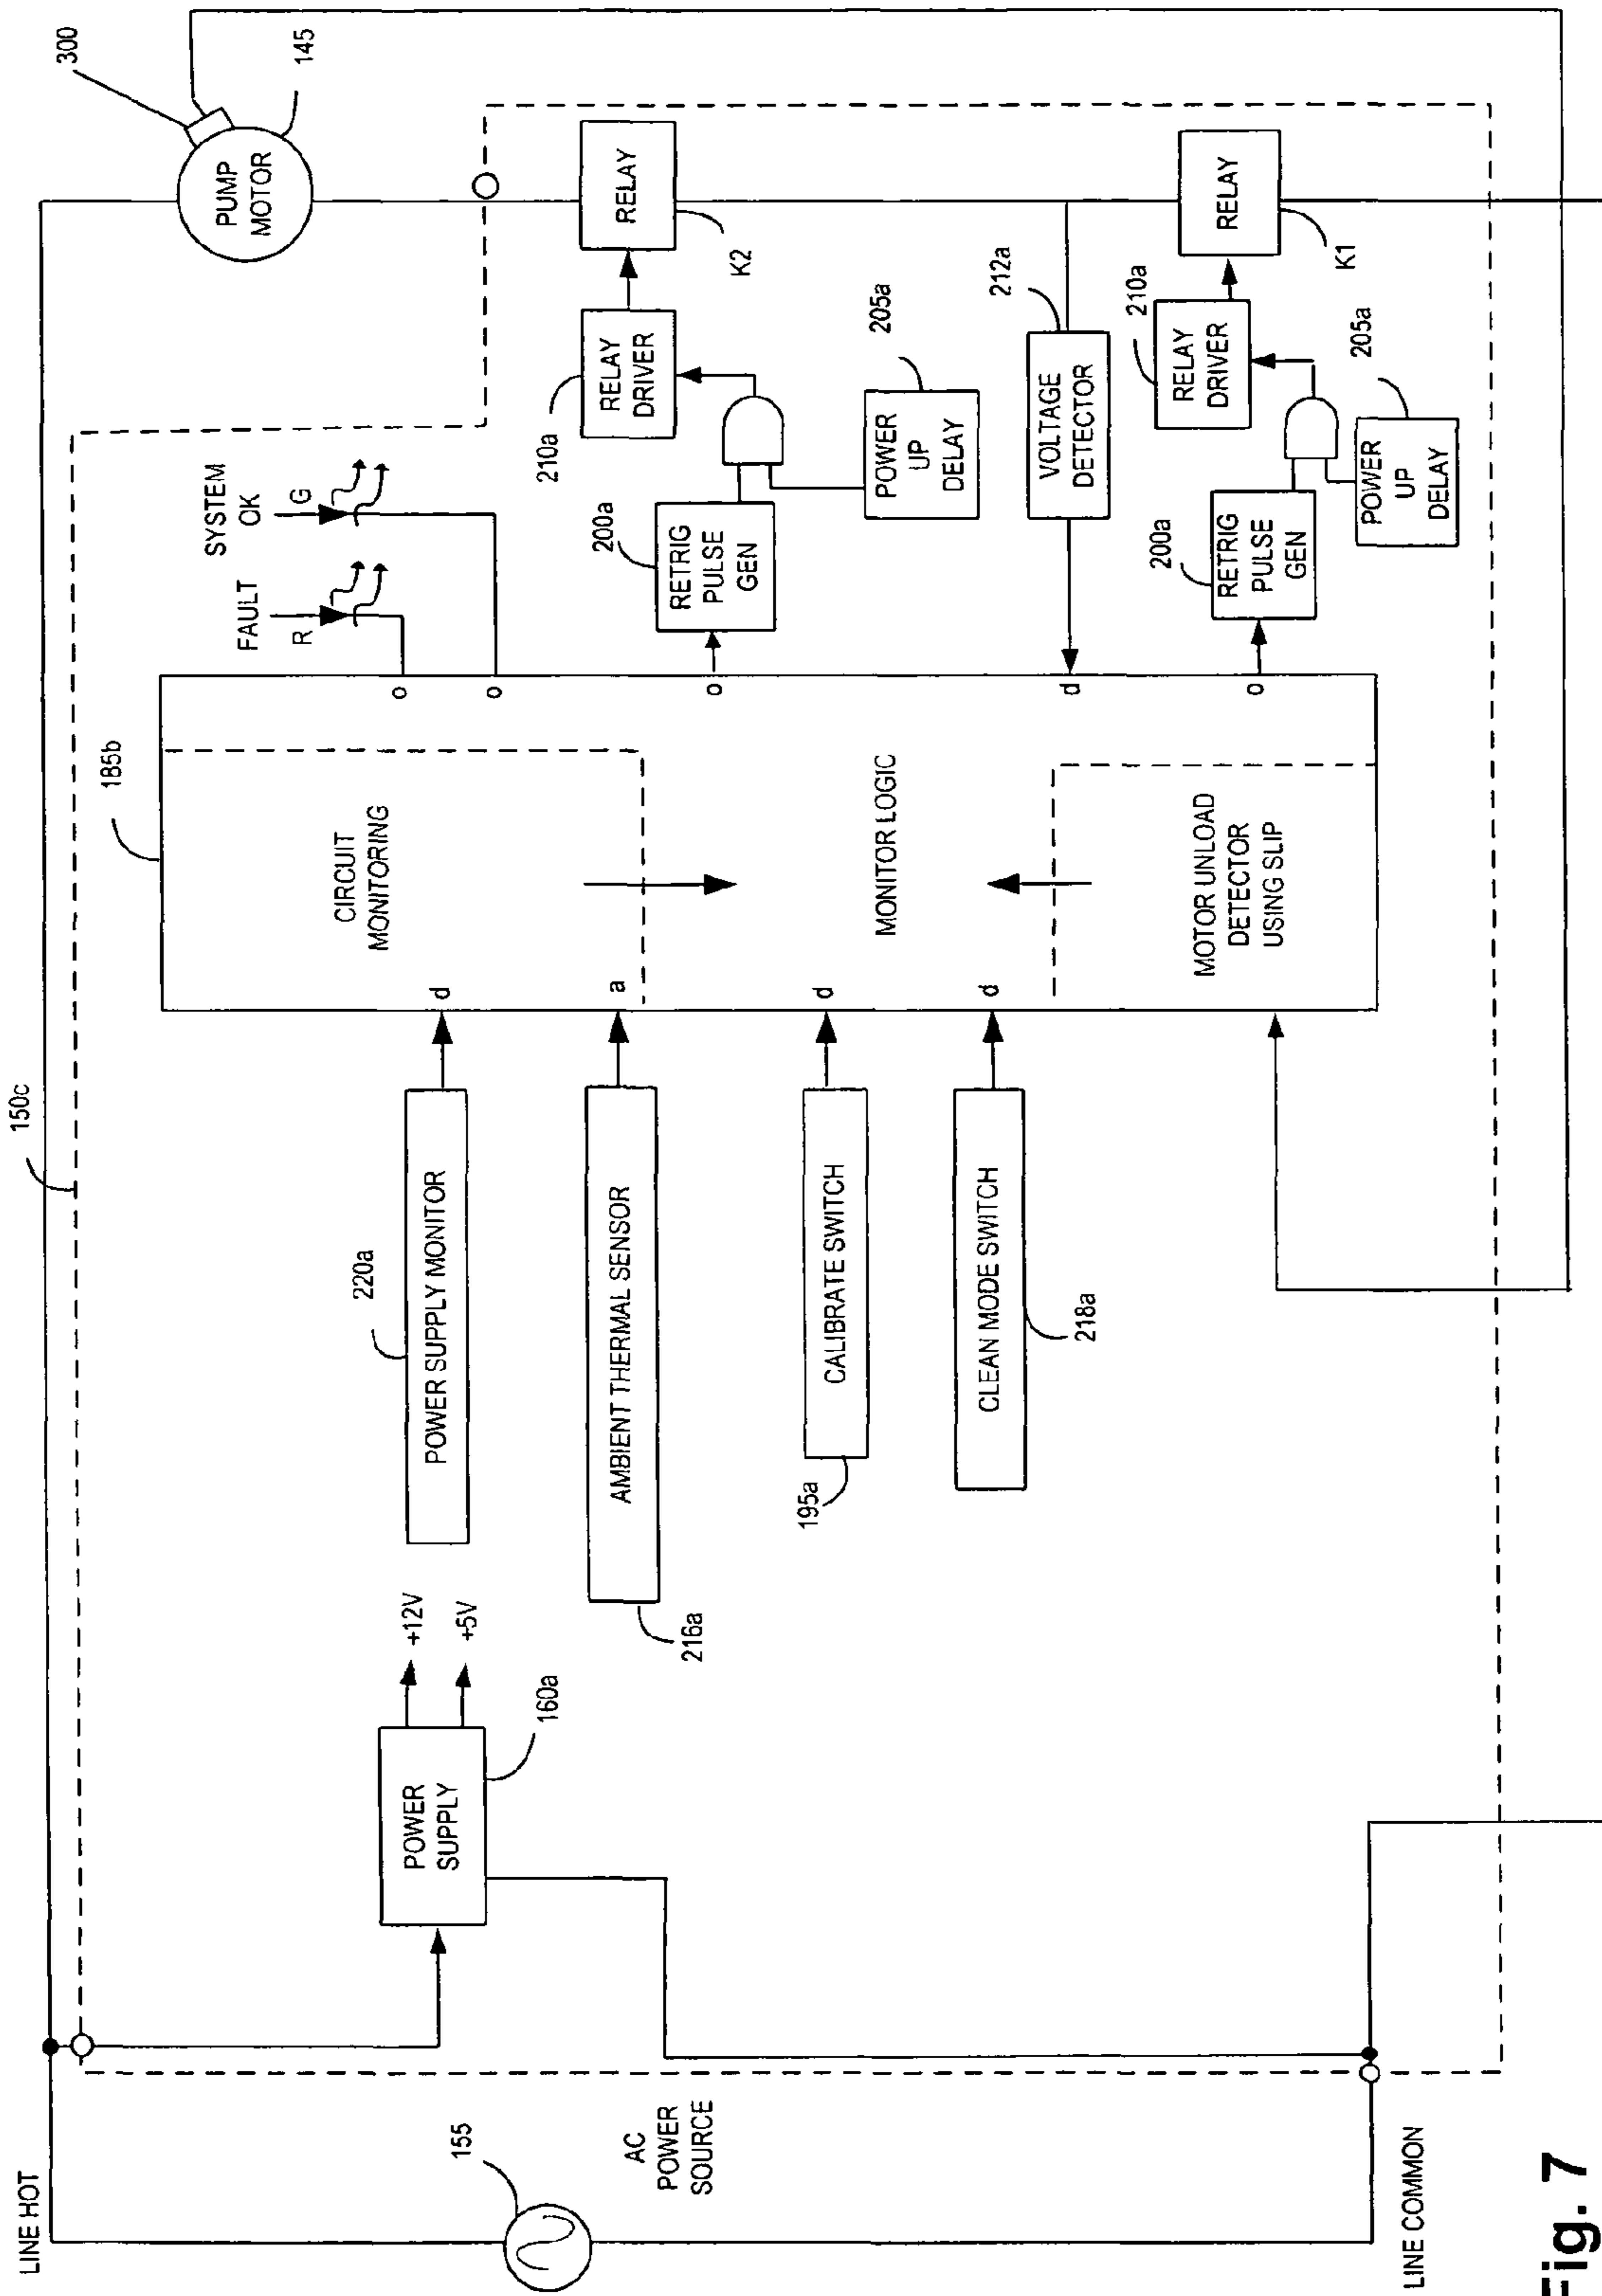 LINE HOT
155
AC
POWER
SOURCE
LINE COMMON
150c
POWER
SUPPLY
160a
+12V
+5V
220a
POWER SUPPLY MONITOR
AMBIENT THERMAL SENSOR
216a
CALIBRATE SWITCH
195a
CLEAN MODE SWITCH
218a
185b
d
a
d
d
CIRCUIT
MONITORING
MONITOR LOGIC
MOTOR UNLOAD
DETECTOR
USING SLIP
o
o
o
d
o
FAULT
R
SYSTEM
OK
G
RETRIG
PULSE
GEN
200a
POWER
UP
DELAY
205a
RELAY
DRIVER
210a
RELAY
K2
VOLTAGE
DETECTOR
212a
RETRIG
PULSE
GEN
200a
POWER
UP
DELAY
205a
RELAY
DRIVER
210a
RELAY
K1
PUMP
MOTOR
300
145
Fig. 7